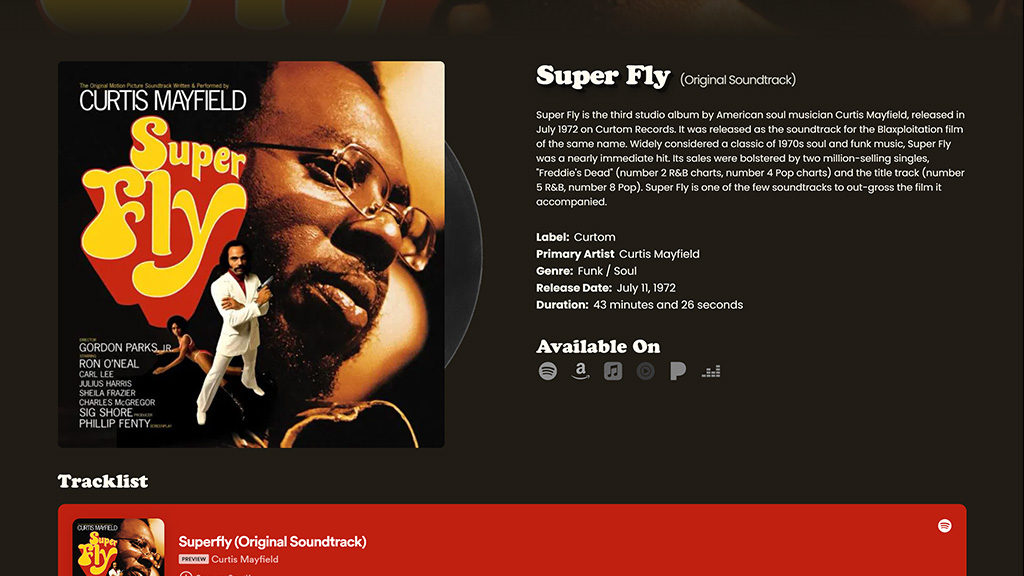 The Original Motion Picture Soundtrack Written & Performed by
CURTIS MAYFIELD
Super
Fly
DIRECTOR
GORDON PARKS, JR.
STARRING
RON O'NEAL
CARL LEE
JULIUS HARRIS
SHEILA FRAZIER
CHARLES McGREGOR
SIG SHORE PRODUCER
PHILLIP FENTY SCREENPLAY
Super Fly (Original Soundtrack)
Super Fly is the third studio album by American soul musician Curtis Mayfield, released in
July 1972 on Curtom Records. It was released as the soundtrack for the Blaxploitation film
of the same name. Widely considered a classic of 1970s soul and funk music, Super Fly
was a nearly immediate hit. Its sales were bolstered by two million-selling singles,
"Freddie's Dead" (number 2 R&B charts, number 4 Pop charts) and the title track (number
5 R&B, number 8 Pop). Super Fly is one of the few soundtracks to out-gross the film it
accompanied.
Label: Curtom
Primary Artist Curtis Mayfield
Genre: Funk / Soul
Release Date: July 11, 1972
Duration: 43 minutes and 26 seconds
Available On
Tracklist
CURTIS MAYFIELD
Super
Fly
Superfly (Original Soundtrack)
PREVIEW Curtis Mayfield